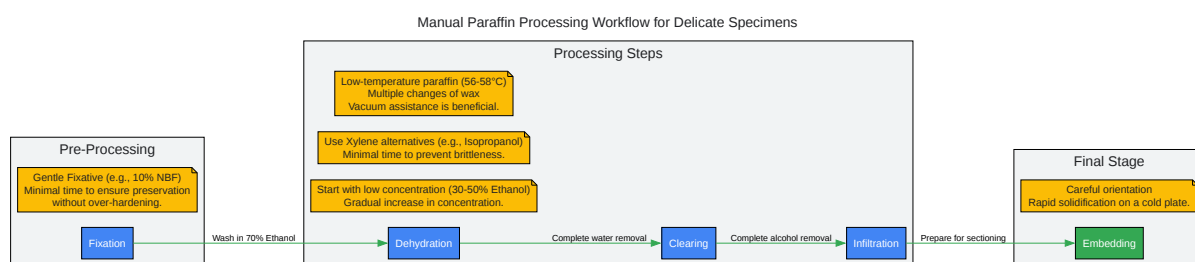 Manual Paraffin Processing Workflow for Delicate Specimens
Processing Steps
Low-temperature paraffin (56-58°C)
Multiple changes of wax
Vacuum assistance is beneficial.
Use Xylene alternatives (e.g., Isopropanol)
Minimal time to prevent brittleness.
Start with low concentration (30-50% Ethanol)
Gradual increase in concentration.
Pre-Processing
Gentle Fixative (e.g., 10% NBF)
Minimal time to ensure preservation
without over-hardening.
Final Stage
Careful orientation
Rapid solidification on a cold plate.
Fixation
Wash in 70% Ethanol
Dehydration
Complete water removal
Clearing
Complete alcohol removal
Infiltration
Prepare for sectioning
Embedding